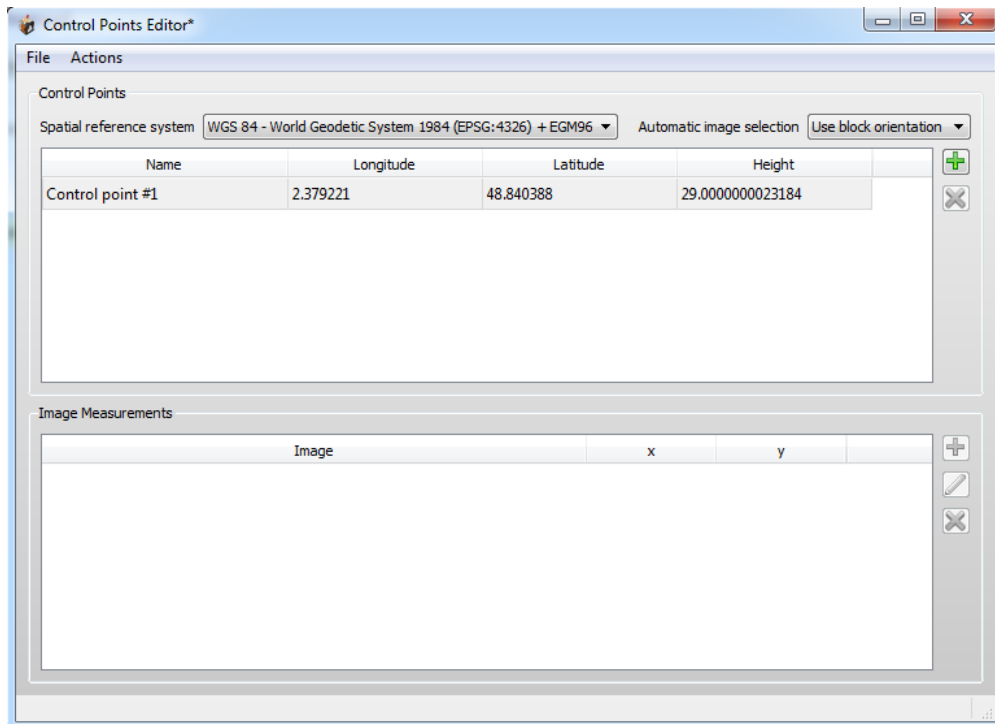 Control Points Editor*
File Actions
Control Points
Spatial reference system WGS 84 - World Geodetic System 1984 (EPSG:4326) + EGM96 Automatic image selection Use block orientation
Name Longitude Latitude Height
Control point #1 2.379221 48.840388 29.0000000023184
Image Measurements
Image x y